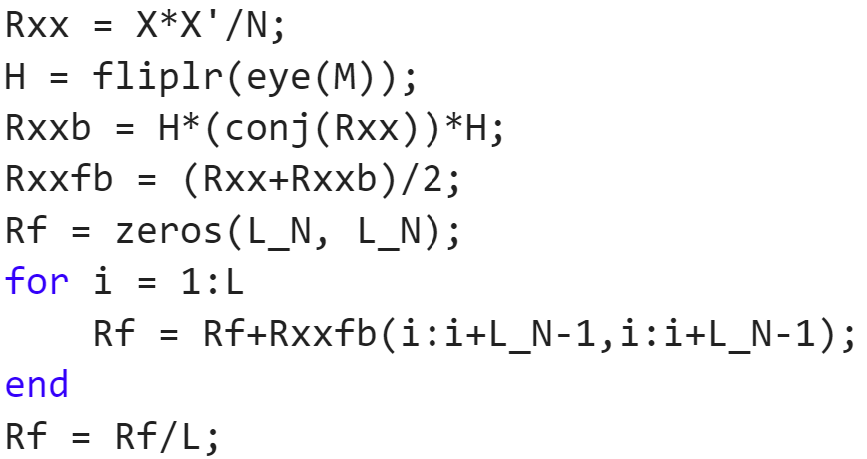 Rxx = X*X'/N;
H = fliplr(eye(M));
Rxxb = H*(conj(Rxx))*H;
Rxxfb = (Rxx+Rxxb)/2;
Rf = zeros(L_N, L_N);
for i = 1:L
    Rf = Rf+Rxxfb(i:i+L_N-1,i:i+L_N-1);
end
Rf = Rf/L;